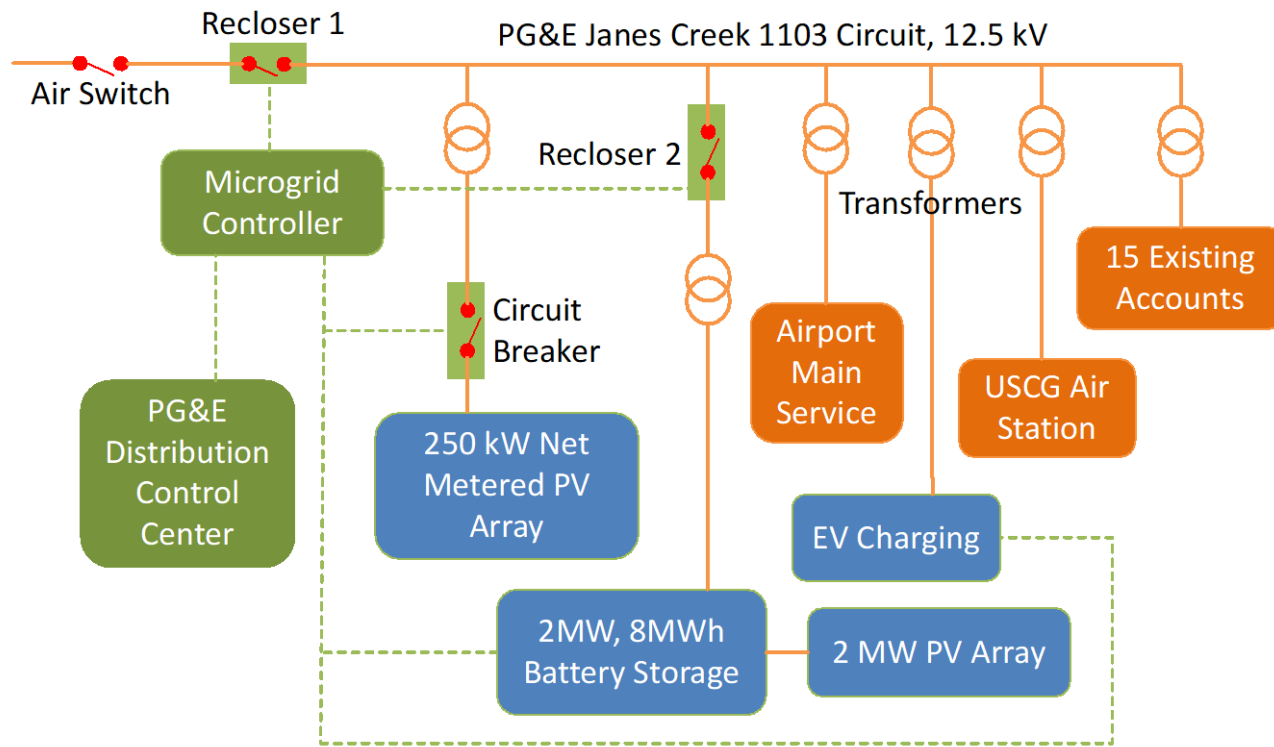 Recloser 1
PG&E Janes Creek 1103 Circuit, 12.5 kV
Air Switch
Recloser 2
Microgrid
Controller
Transformers
15 Existing
Accounts
Circuit
Breaker
Airport
Main
Service
USCG Air
Station
PG&E
Distribution
Control
Center
250 kW Net
Metered PV
Array
EV Charging
2MW, 8MWh
Battery Storage
2 MW PV Array